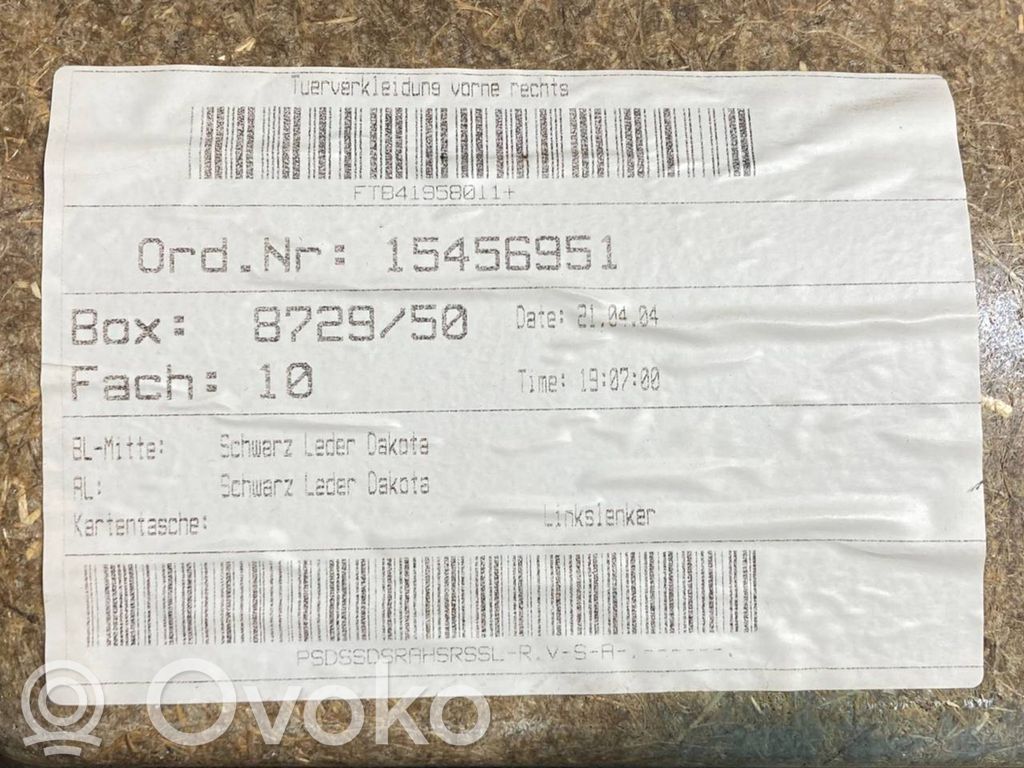 Tuerverkleidung vorne rechts
FTB41958011+
Ord.Nr: 15456951
Box: 8729/50 Date: 21.04.04
Fach: 10 Time: 19:07:00
BL-Mitte: Schwarz Leder Dakota
AL: Schwarz Leder Dakota
Kartentasche: Linkslenker
PSDSSDSRAHSRSSL-R.V-S-A-.------.
Ovoko